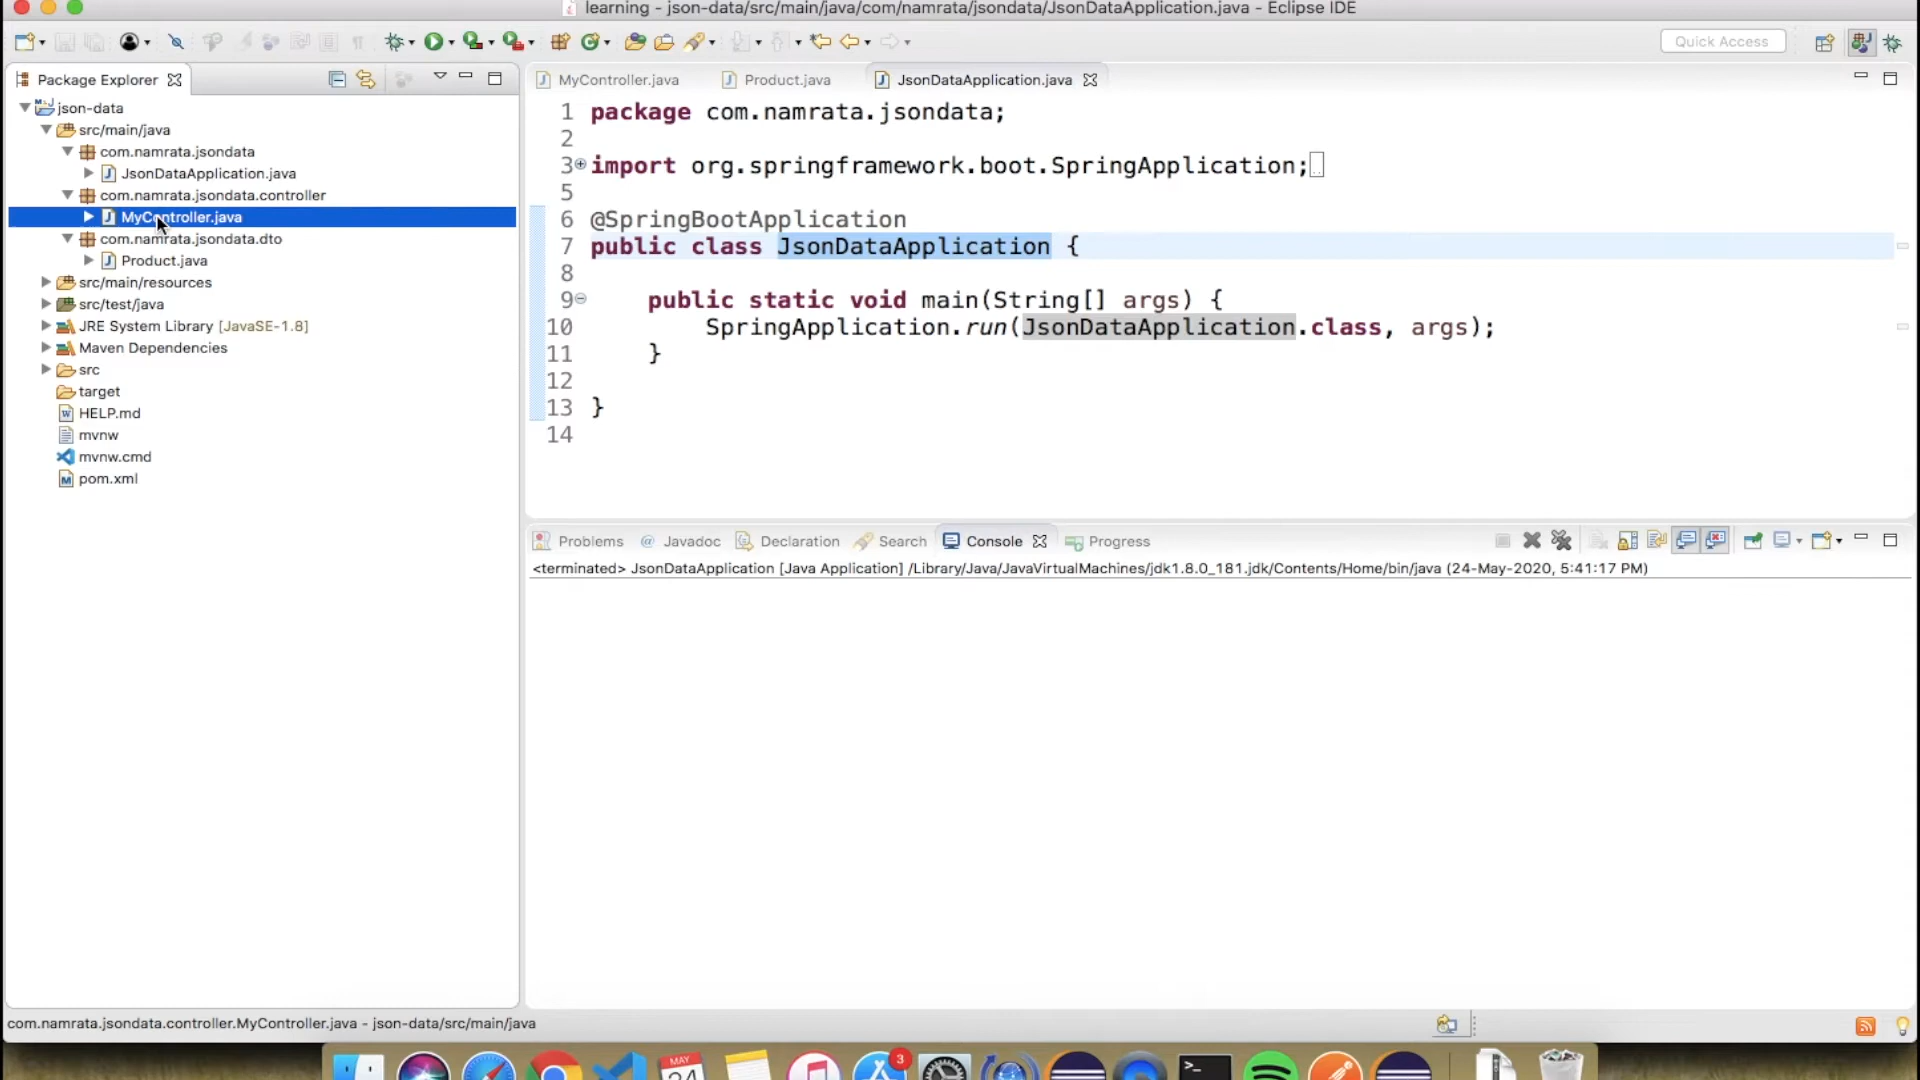 learning - json-data/src/main/java/com/namrata/jsondata/JsonDataApplication.java - Eclipse IDE
Quick Access
Package Explorer
json-data
src/main/java
com.namrata.jsondata
JsonDataApplication.java
com.namrata.jsondata.controller
MyController.java
com.namrata.jsondata.dto
Product.java
src/main/resources
src/test/java
JRE System Library [JavaSE-1.8]
Maven Dependencies
src
target
HELP.md
mvnw
mvnw.cmd
pom.xml
MyController.java Product.java JsonDataApplication.java
1 package com.namrata.jsondata;
2
3 import org.springframework.boot.SpringApplication;
5
6 @SpringBootApplication
7 public class JsonDataApplication {
8
9 public static void main(String[] args) {
10 SpringApplication.run(JsonDataApplication.class, args);
11 }
12
13 }
14
Problems @ Javadoc Declaration Search Console Progress
<terminated> JsonDataApplication [Java Application] /Library/Java/JavaVirtualMachines/jdk1.8.0_181.jdk/Contents/Home/bin/java (24-May-2020, 5:41:17 PM)
com.namrata.jsondata.controller.MyController.java - json-data/src/main/java
MAY
24
3
>_